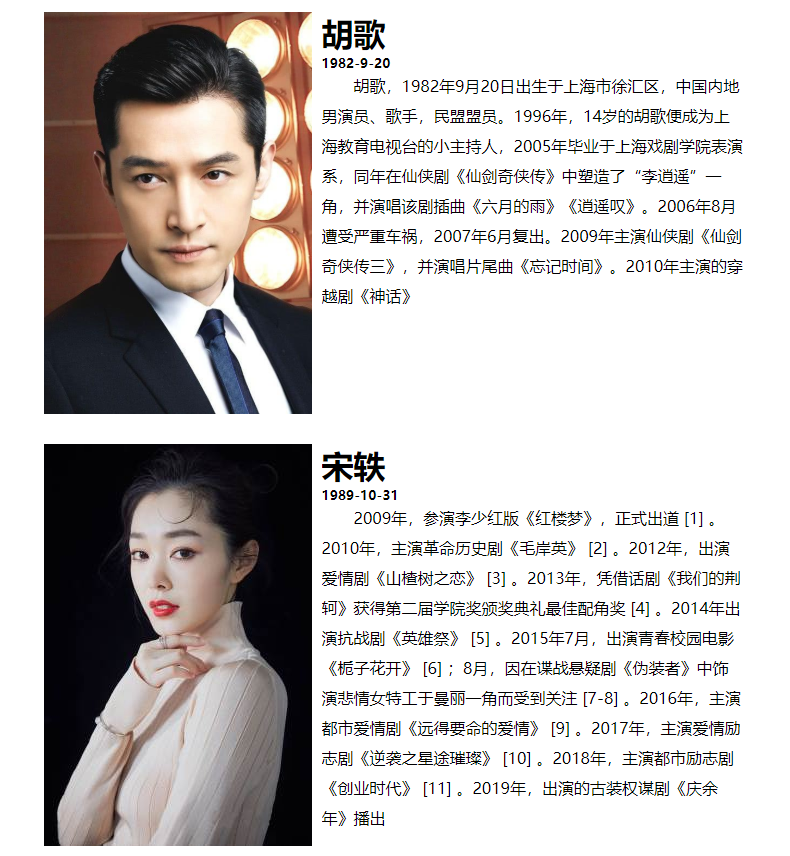 胡歌
1982-9-20
胡歌，1982年9月20日出生于上海市徐汇区，中国内地
男演员、歌手，民盟盟员。1996年，14岁的胡歌便成为上
海教育电视台的小主持人，2005年毕业于上海戏剧学院表演
系，同年在仙侠剧《仙剑奇侠传》中塑造了“李逍遥”一
角，并演唱该剧插曲《六月的雨》《逍遥叹》。2006年8月
遭受严重车祸，2007年6月复出。2009年主演仙侠剧《仙剑
奇侠传三》，并演唱片尾曲《忘记时间》。2010年主演的穿
越剧《神话》
宋轶
1989-10-31
2009年，参演李少红版《红楼梦》，正式出道 [1] 。
2010年，主演革命历史剧《毛岸英》 [2] 。2012年，出演
爱情剧《山楂树之恋》 [3] 。2013年，凭借话剧《我们的荆
轲》获得第二届学院奖颁奖典礼最佳配角奖 [4] 。2014年出
演抗战剧《英雄祭》 [5] 。2015年7月，出演青春校园电影
《栀子花开》 [6] ；8月，因在谍战悬疑剧《伪装者》中饰
演悲情女特工于曼丽一角而受到关注 [7-8] 。2016年，主演
都市爱情剧《远得要命的爱情》 [9] 。2017年，主演爱情励
志剧《逆袭之星途璀璨》 [10] 。2018年，主演都市励志剧
《创业时代》 [11] 。2019年，出演的古装权谋剧《庆余
年》播出